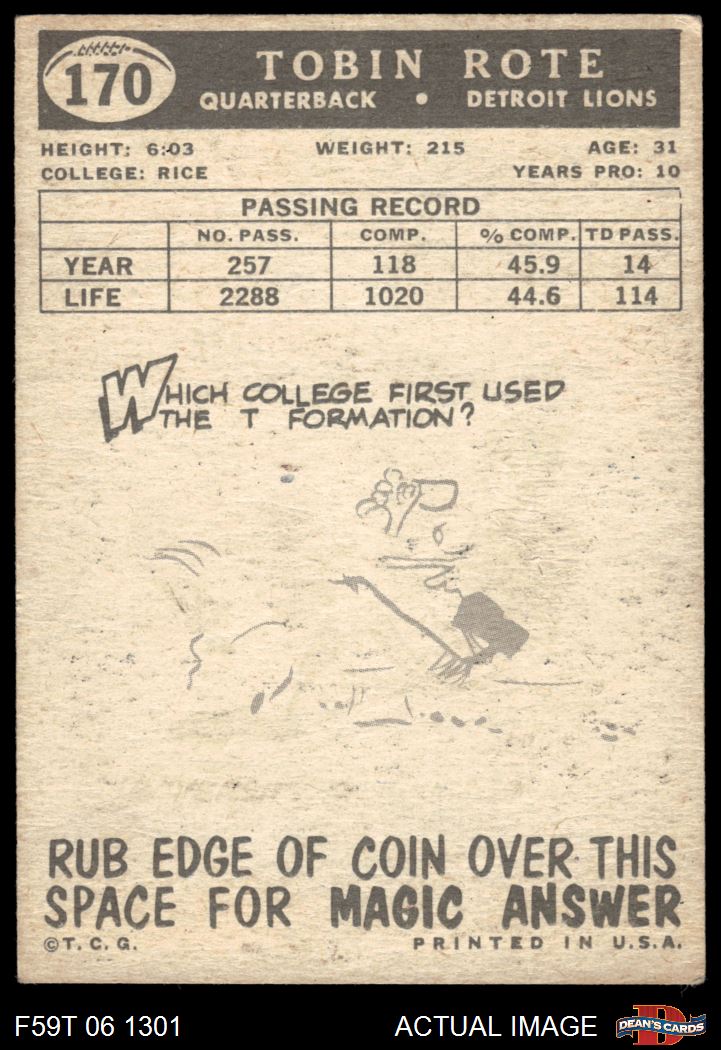 170
TOBIN ROTE
QUARTERBACK • DETROIT LIONS
HEIGHT: 6:03 WEIGHT: 215 AGE: 31
COLLEGE: RICE YEARS PRO: 10
PASSING RECORD
NO. PASS. COMP. % COMP. TD PASS.
YEAR 257 118 45.9 14
LIFE 2288 1020 44.6 114
WHICH COLLEGE FIRST USED
THE T FORMATION?
RUB EDGE OF COIN OVER THIS
SPACE FOR MAGIC ANSWER
©T.C.G. PRINTED IN U.S.A.
F59T 06 1301 ACTUAL IMAGE D DEAN'S CARDS